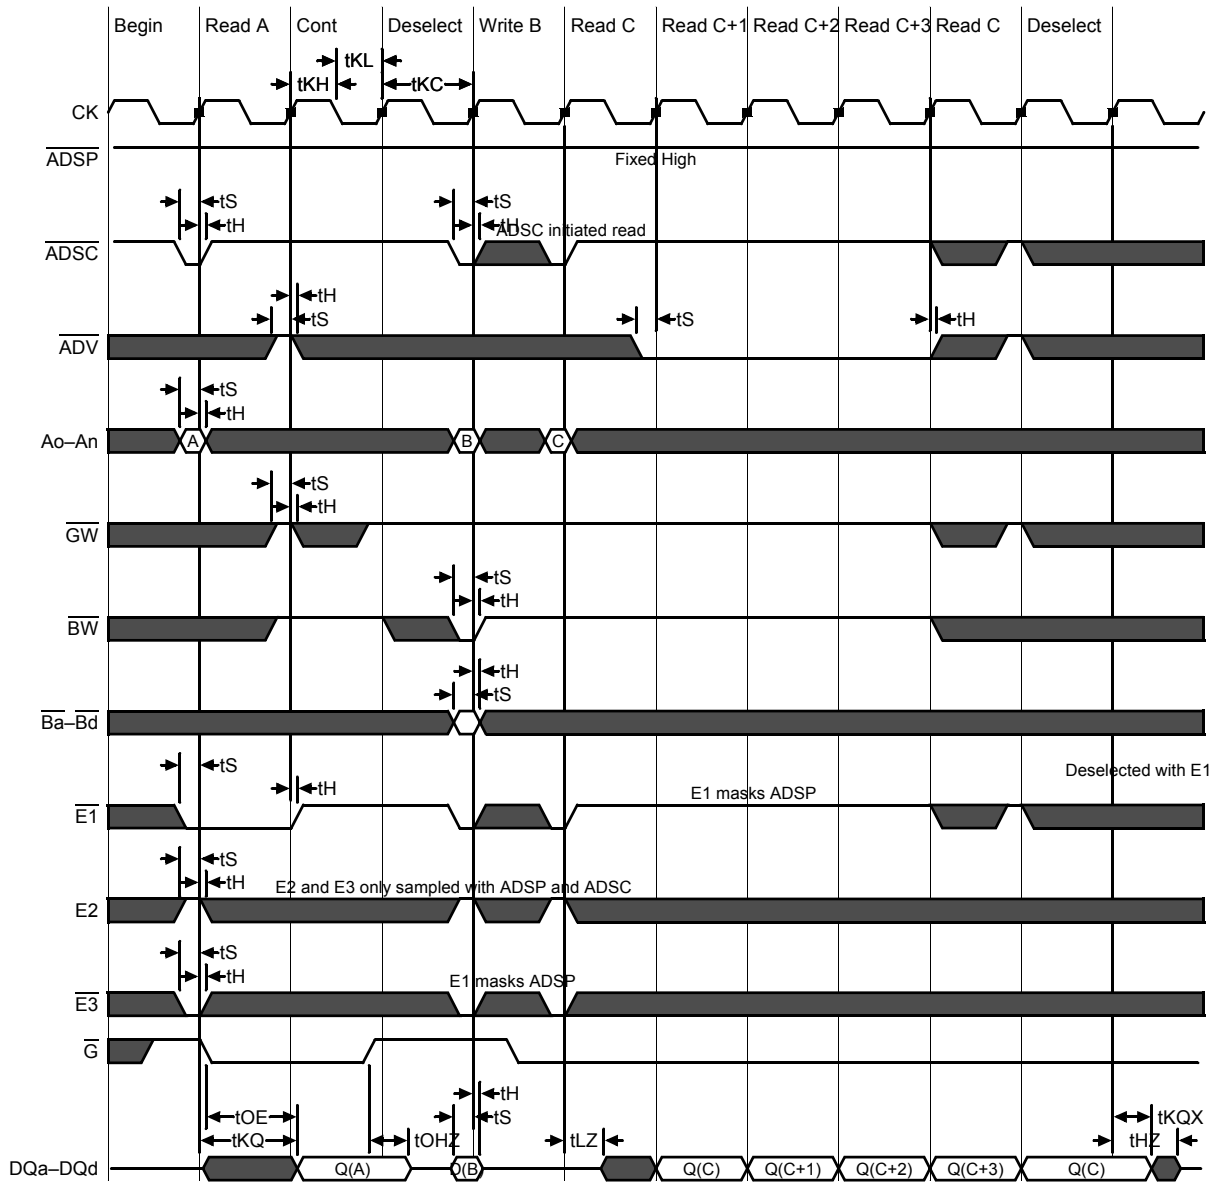 Begin Read A Cont Deselect Write B Read C Read C+1 Read C+2 Read C+3 Read C Deselect
tKL
tKH tKC
CK
ADSP Fixed High
tS tS
tH tH
ADSC initiated read
ADSC
tH
tS tS tH
ADV
tS
tH
Ao–An A B C
tS
tH
GW
tS
tH
BW
tH
tS
Ba–Bd
tS Deselected with E1
tH
E1 masks ADSP
E1
tS
tH
E2 and E3 only sampled with ADSP and ADSC
E2
tS
tH
E1 masks ADSP
E3
G
tH
tOE tS tKQX
tKQ tOHZ tLZ tHZ
DQa–DQd Q(A) D(B) Q(C) Q(C+1) Q(C+2) Q(C+3) Q(C)